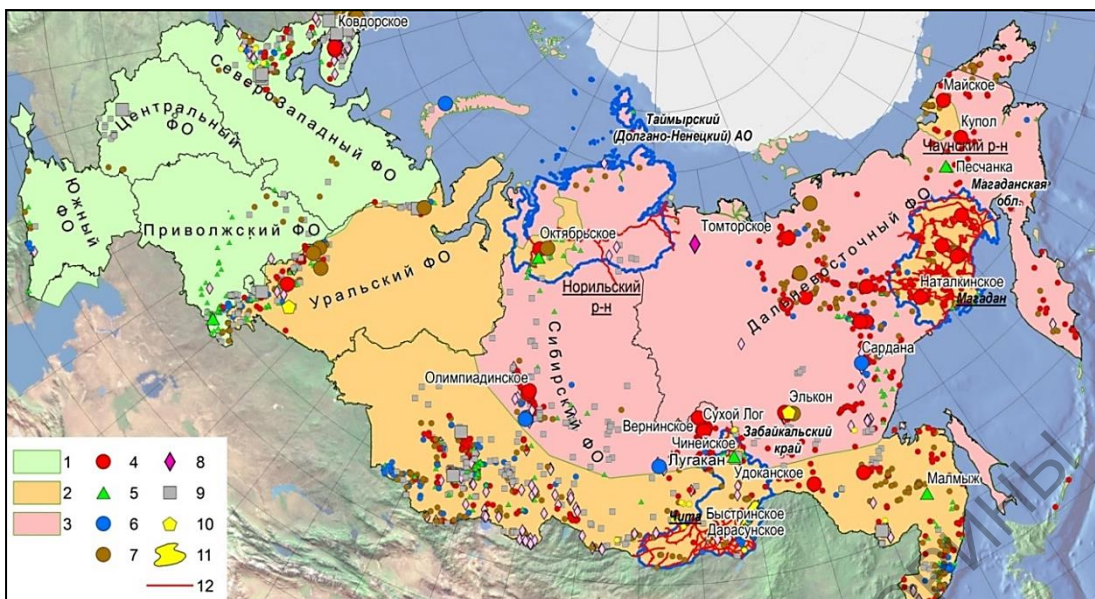 Ковдорское
Северо-Западный ФО
Центральный ФО
Южный ФО
Приволжский ФО
Уральский ФО
Таймырский
(Долгано-Ненецкий) АО
Октябрьское
Норильский
р-н
Томторское
Майское
Купол
Чаунский р-н
Песчанка
Магаданская
обл.
Дальневосточный ФО
Наталкинское
Магадан
Сардана
Сибирский ФО
Олимпиадинское
Элькон
Сухой Лог
Вернинское
Забайкальский
край
Чинейское
Лугакан
Удоканское
Малмыж
Чита
Быстринское
Дарасунское
1
2
3
4
5
6
7
8
9
10
11
12